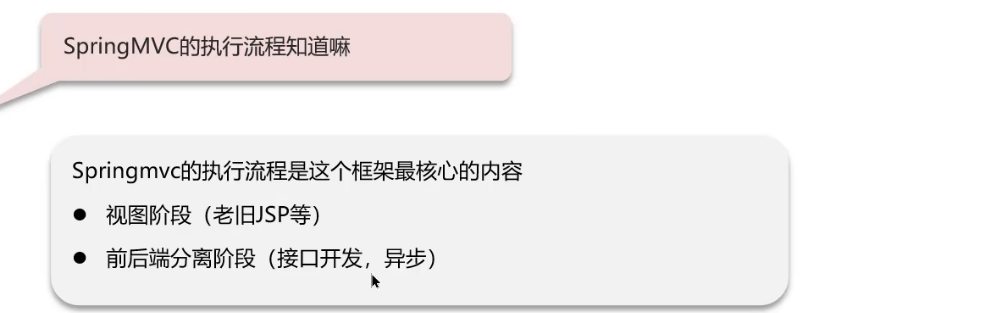 SpringMVC的执行流程知道嘛
Springmvc的执行流程是这个框架最核心的内容
● 视图阶段（老旧JSP等）
● 前后端分离阶段（接口开发，异步）